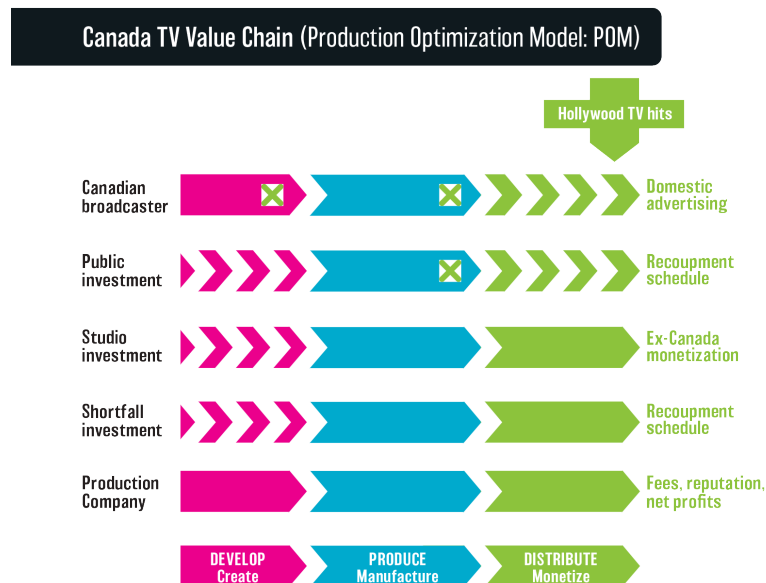 Canada TV Value Chain (Production Optimization Model: POM)
Hollywood TV hits
Canadian
broadcaster
Domestic
advertising
Public
investment
Recoupment
schedule
Studio
investment
Ex-Canada
monetization
Shortfall
investment
Recoupment
schedule
Production
Company
Fees, reputation,
net profits
DEVELOP
Create
PRODUCE
Manufacture
DISTRIBUTE
Monetize